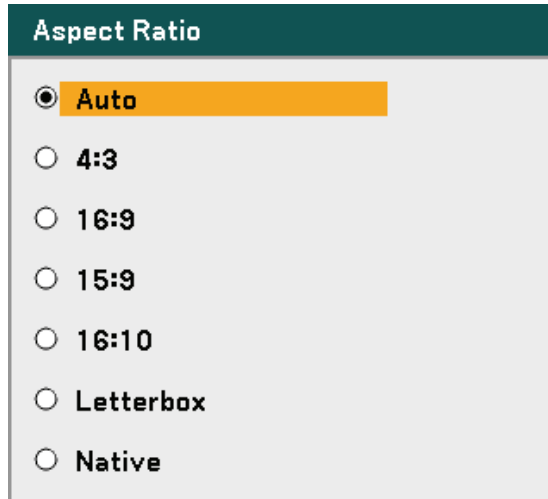 Aspect Ratio
Auto
4:3
16:9
15:9
16:10
Letterbox
Native